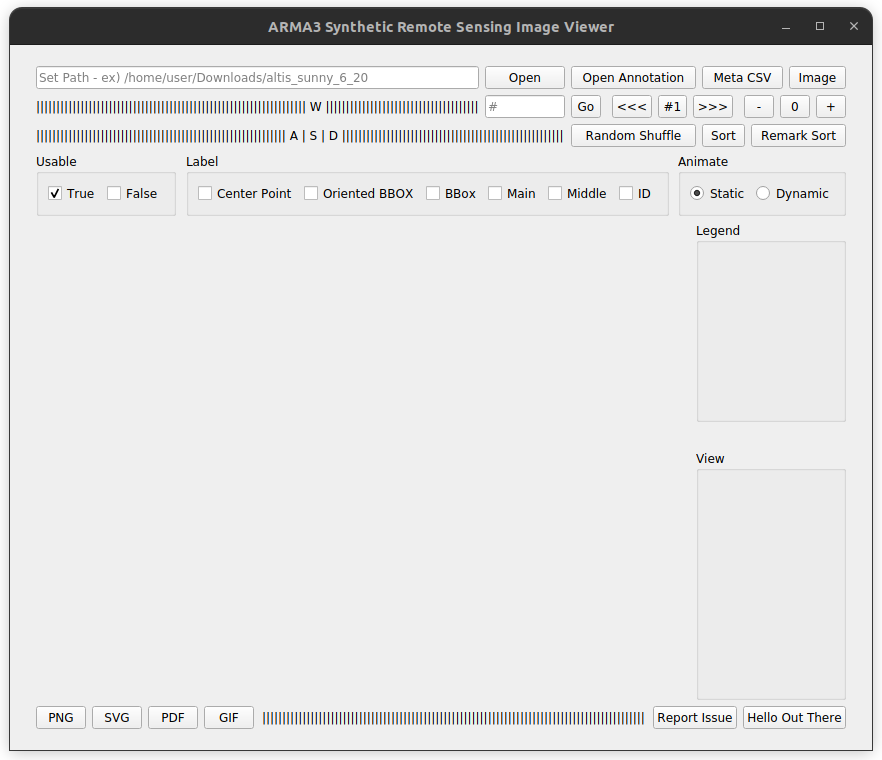 ARMA3 Synthetic Remote Sensing Image Viewer
Set Path - ex) /home/user/Downloads/altis_sunny_6_20 Open Open Annotation Meta CSV Image
|||||||||||||||||||||||||||||||||||||||||||||||||||||||||||||||||||| W |||||||||||||||||||||||||||||||||||||| # Go <<< #1 >>> - 0 +
|||||||||||||||||||||||||||||||||||||||||||||||||||||||||||||| A | S | D ||||||||||||||||||||||||||||||||||||||||||||||||||||||| Random Shuffle Sort Remark Sort
Usable Label Animate
True False Center Point Oriented BBOX BBox Main Middle ID Static Dynamic
Legend
View
PNG SVG PDF GIF |||||||||||||||||||||||||||||||||||||||||||||||||||||||||||||||||||||||||||||||||||||||||||||||| Report Issue Hello Out There